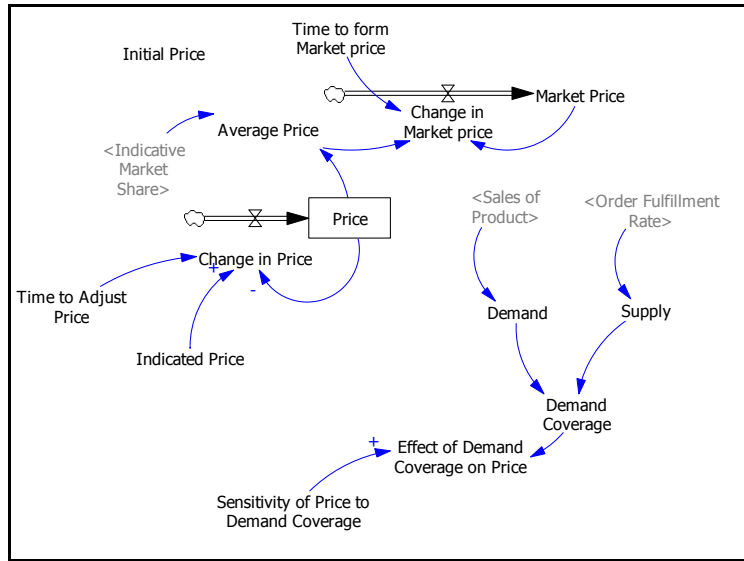 Time to form
Market price
Initial Price
Market Price
Change in
Market price
Average Price
<Indicative
Market
Share>
<Sales of
Product>
<Order Fulfillment
Rate>
Price
Change in Price
+
-
Time to Adjust
Price
Demand
Supply
Indicated Price
Demand
Coverage
+
Effect of Demand
Coverage on Price
Sensitivity of Price to
Demand Coverage